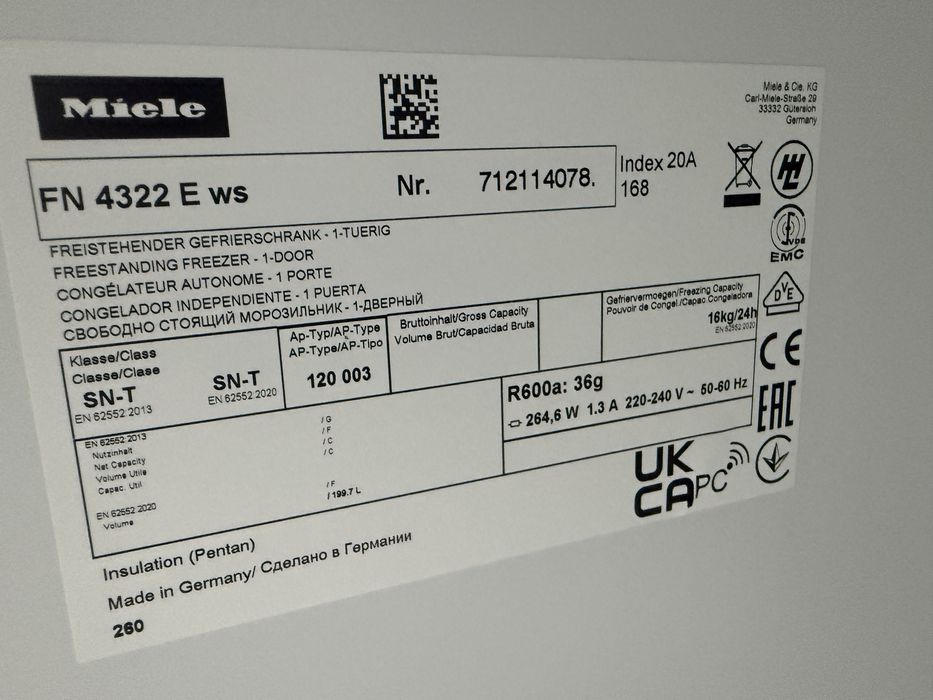 Miele
Miele & Cie. KG
Carl-Miele-Straße 29
33332 Gütersloh
Germany
FN 4322 E ws Nr. 712114078.
Index 20A
168
FREISTEHENDER GEFRIERSCHRANK - 1-TUERIG
FREESTANDING FREEZER - 1-DOOR
CONGÉLATEUR AUTONOME - 1 PORTE
CONGELADOR INDEPENDIENTE - 1 PUERTA
СВОБОДНО СТОЯЩИЙ МОРОЗИЛЬНИК - 1-ДВЕРНЫЙ
VDE
EMC
DVE
Klasse/Class
Classe/Clase
SN-T
EN 62552:2013
SN-T
EN 62552:2020
Ap-Typ/AP-Type
AP-Type/AP-Tipo
120 003
Bruttoinhalt/Gross Capacity
Volume Brut/Capacidad Bruta
Gefriervermoegen/Freezing Capacity
Pouvoir de Congel./Capac Congeladora
16kg/24h
EN 62552:2020
R600a: 36g
264,6 W 1.3 A 220-240 V ~ 50-60 Hz
CE
EAC
EN 62552:2013
Nutzinhalt
Net Capacity
Volume Utile
Capac. Util
/G
/F
/C
/C
EN 62552:2020
Volume
/F
/199.7 L
UK
CA
PC
Insulation (Pentan)
Made in Germany/ Сделано в Германии
260